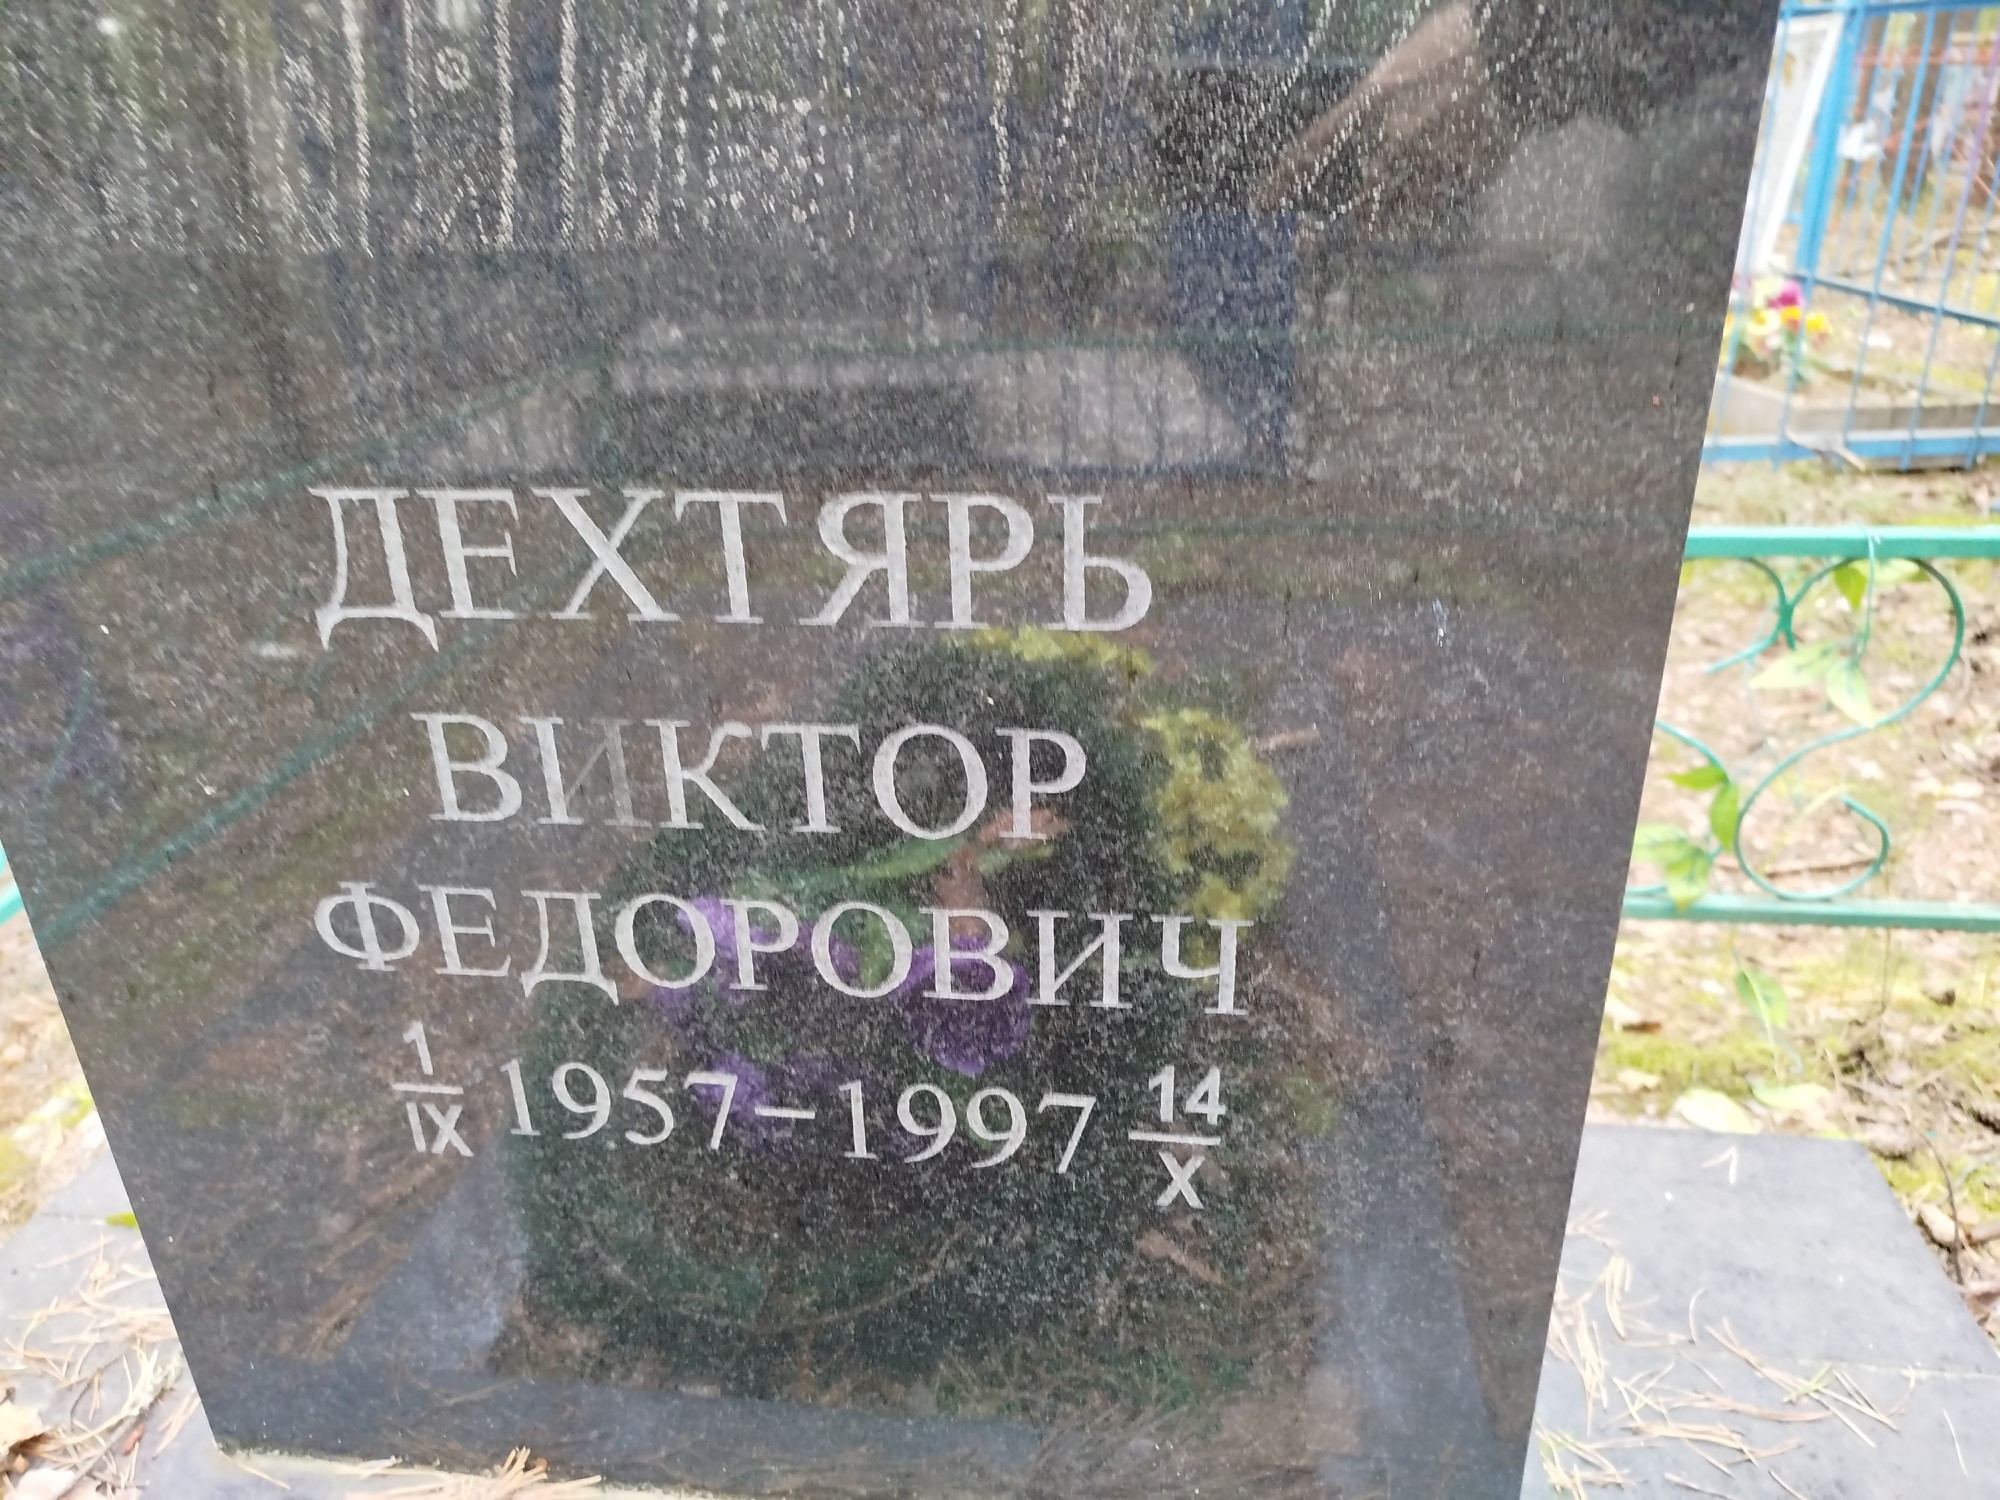 ДЕХТЯРЬ
ВИКТОР
ФЕДОРОВИЧ
1/IX 1957-1997 14/X